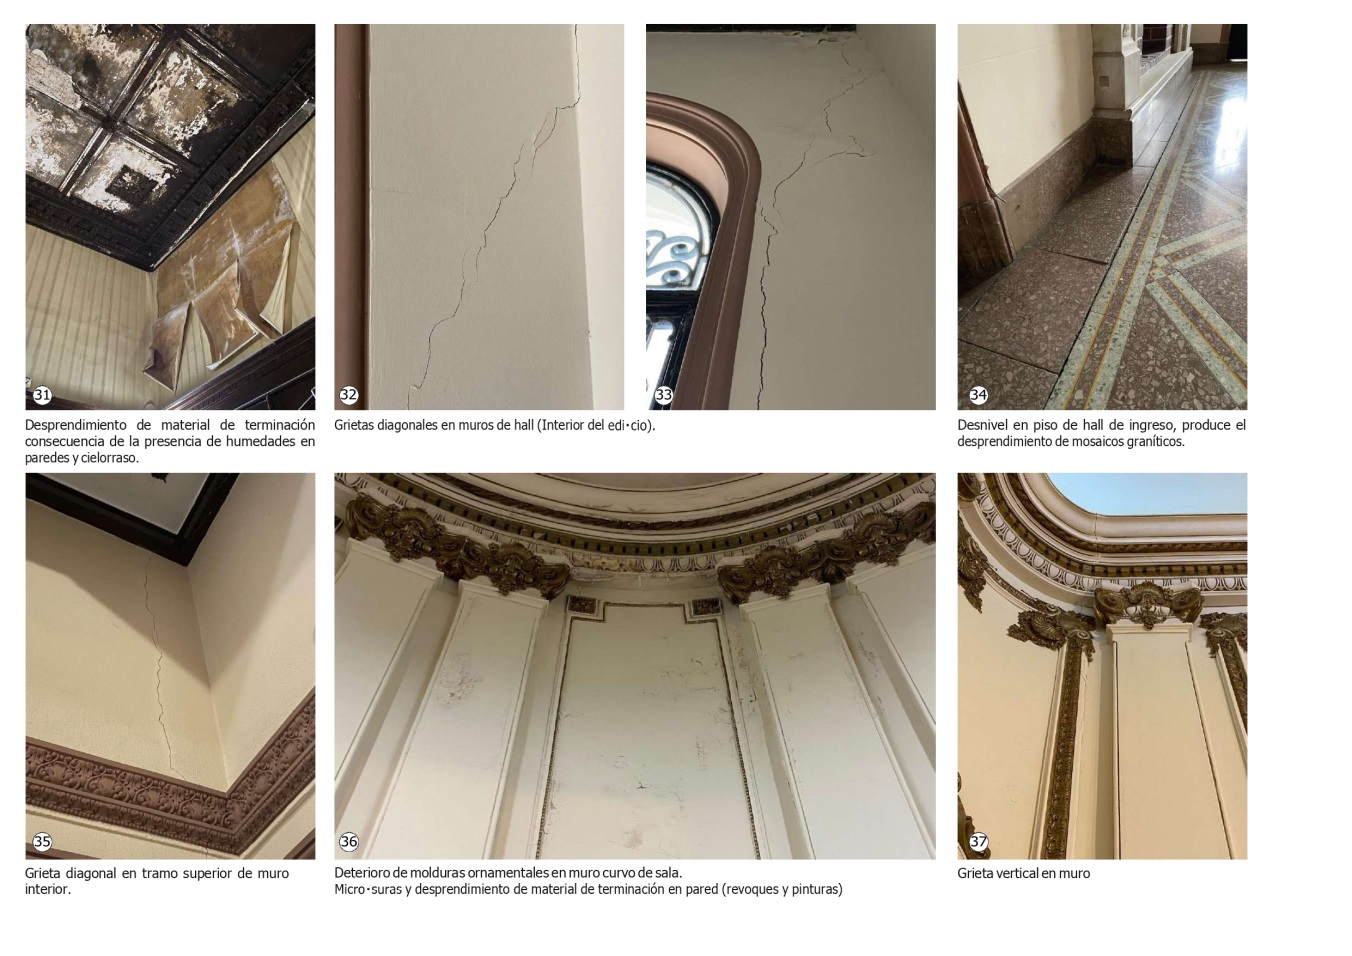 31
32
33
34
Desprendimiento de material de terminación
consecuencia de la presencia de humedades en
paredes y cielorraso.
Grietas diagonales en muros de hall (Interior del edi•cio).
Desnivel en piso de hall de ingreso, produce el
desprendimiento de mosaicos graníticos.
35
36
37
Grieta diagonal en tramo superior de muro
interior.
Deterioro de molduras ornamentales en muro curvo de sala.
Micro•suras y desprendimiento de material de terminación en pared (revoques y pinturas)
Grieta vertical en muro